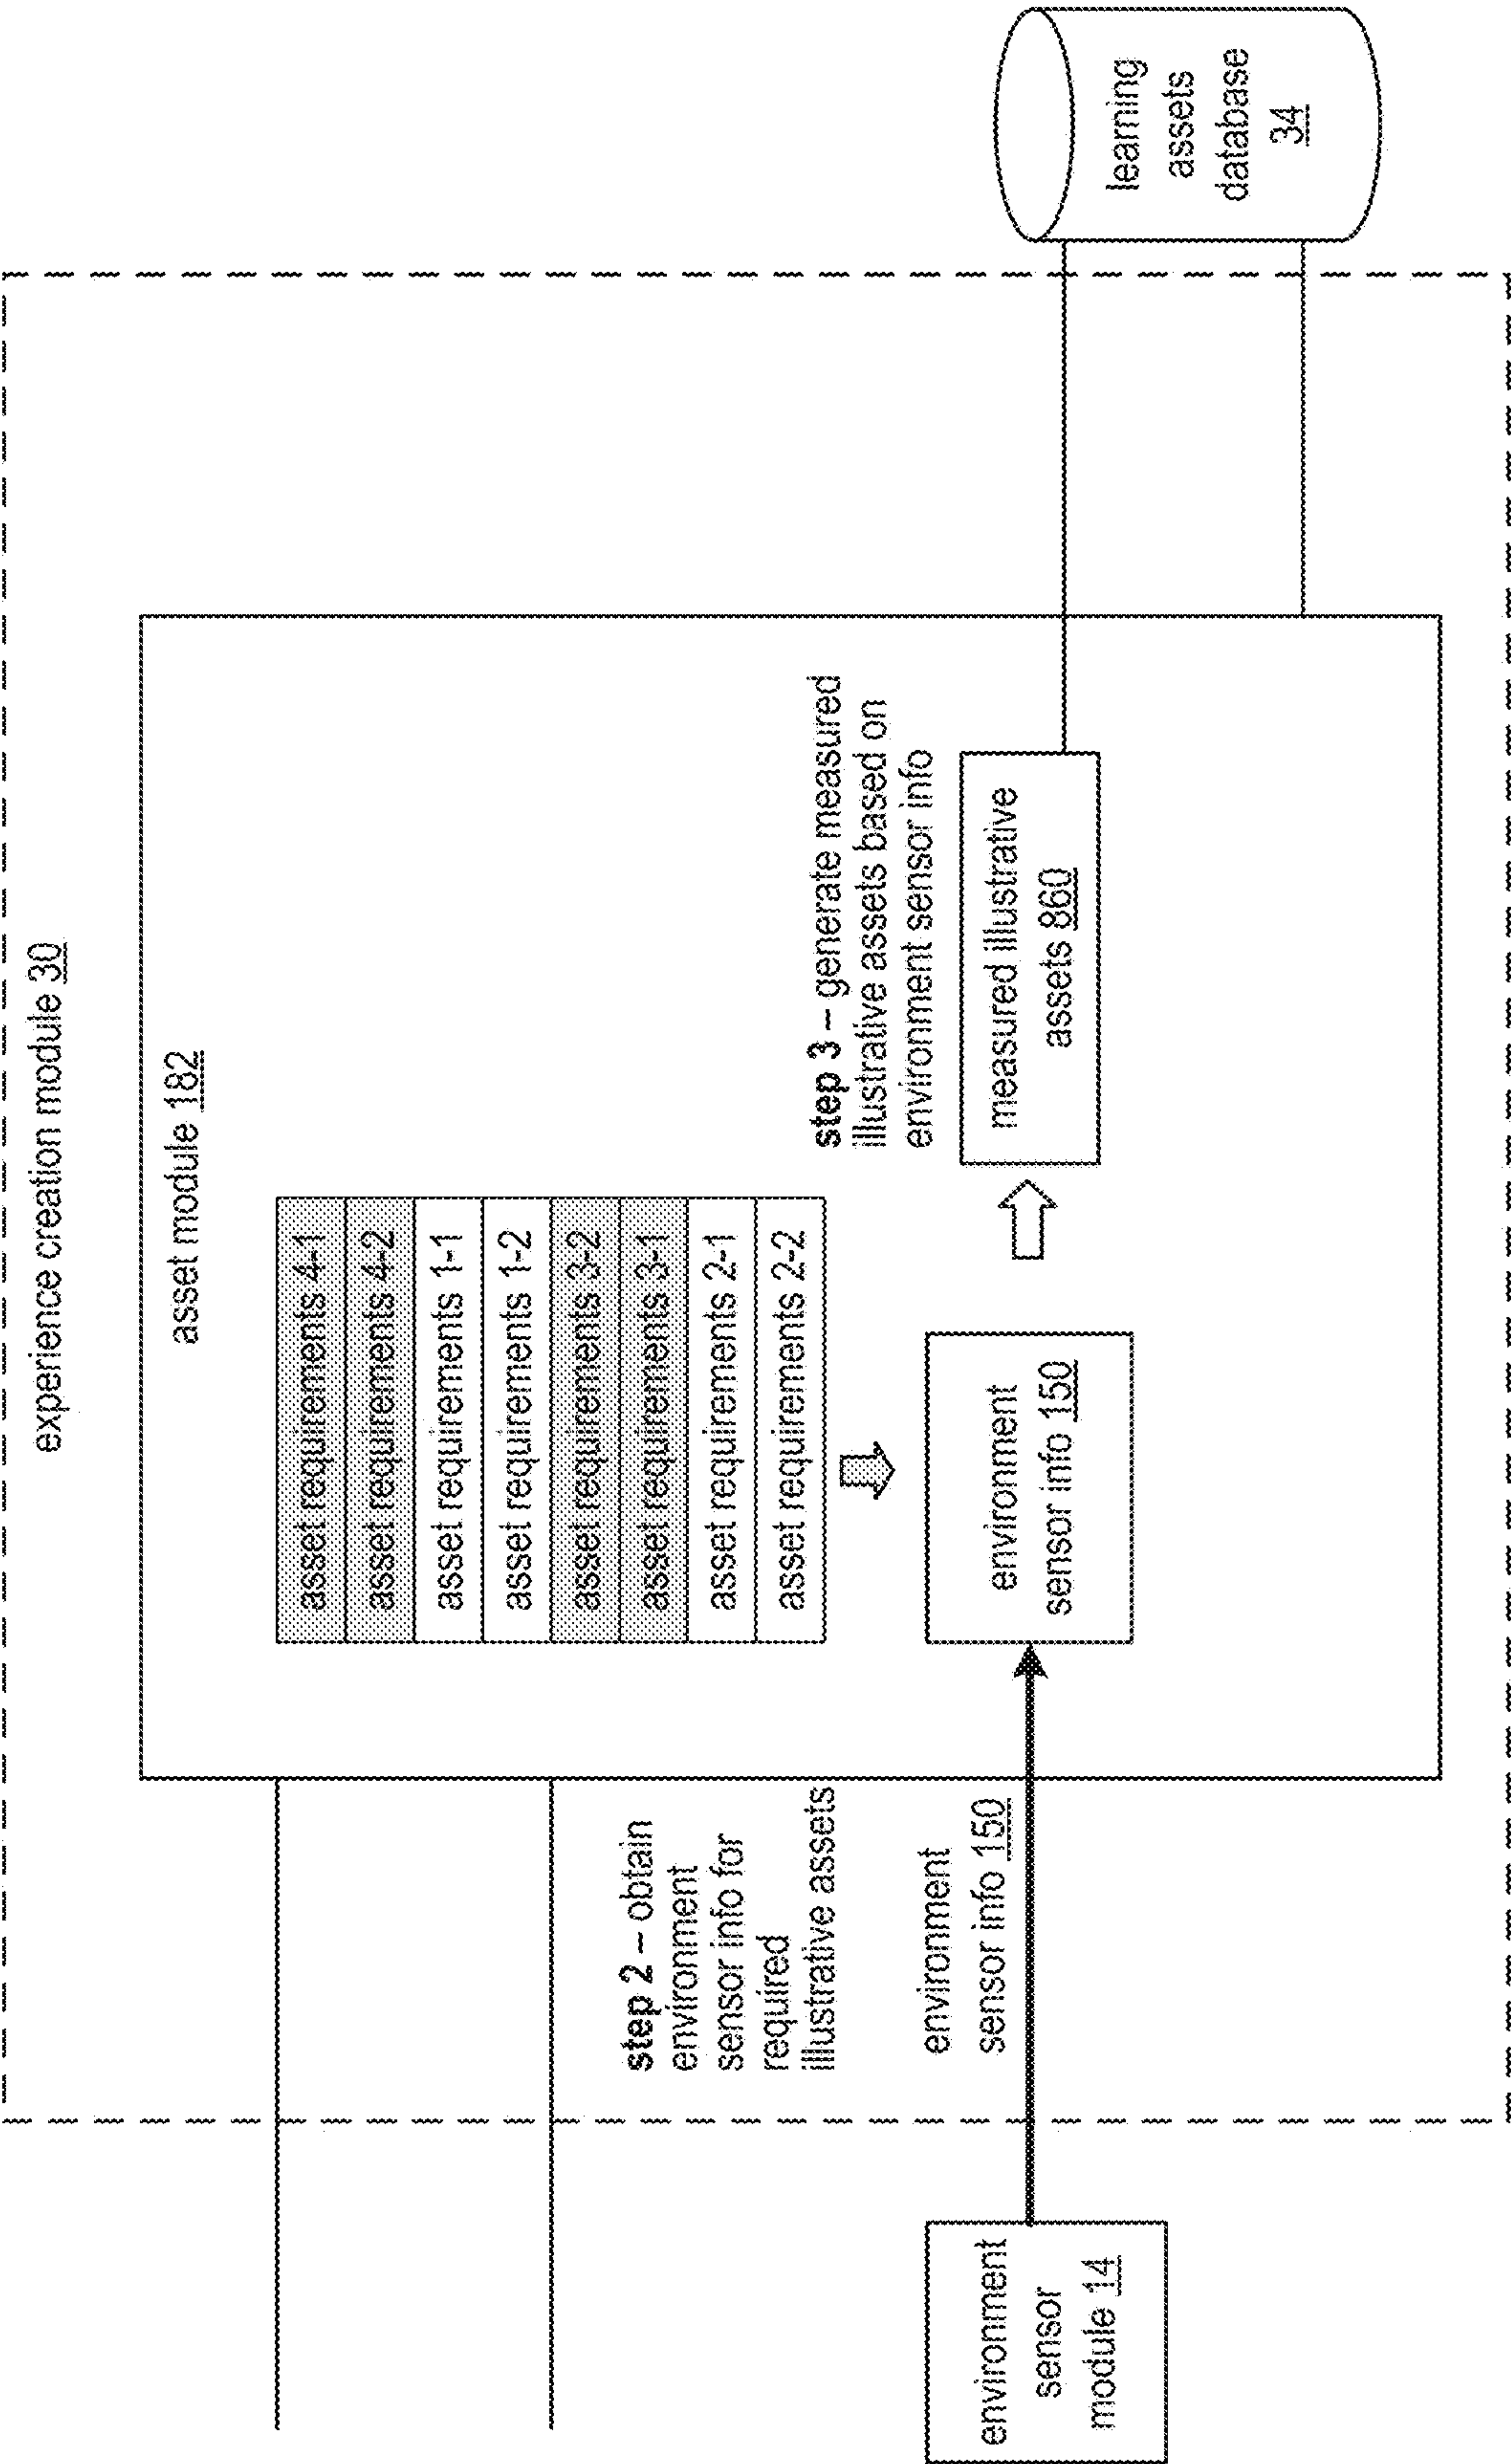 experience creation module 30
asset module 182
asset requirements 4-1
asset requirements 4-2
asset requirements 1-1
asset requirements 1-2
asset requirements 3-2
asset requirements 3-1
asset requirements 2-1
asset requirements 2-2
step 2 – obtain
environment
sensor info for
required
illustrative assets
step 3 – generate measured
illustrative assets based on
environment sensor info
environment
sensor
module 14
environment
sensor info 150
environment
sensor info 150
measured illustrative
assets 860
learning
assets
database
34